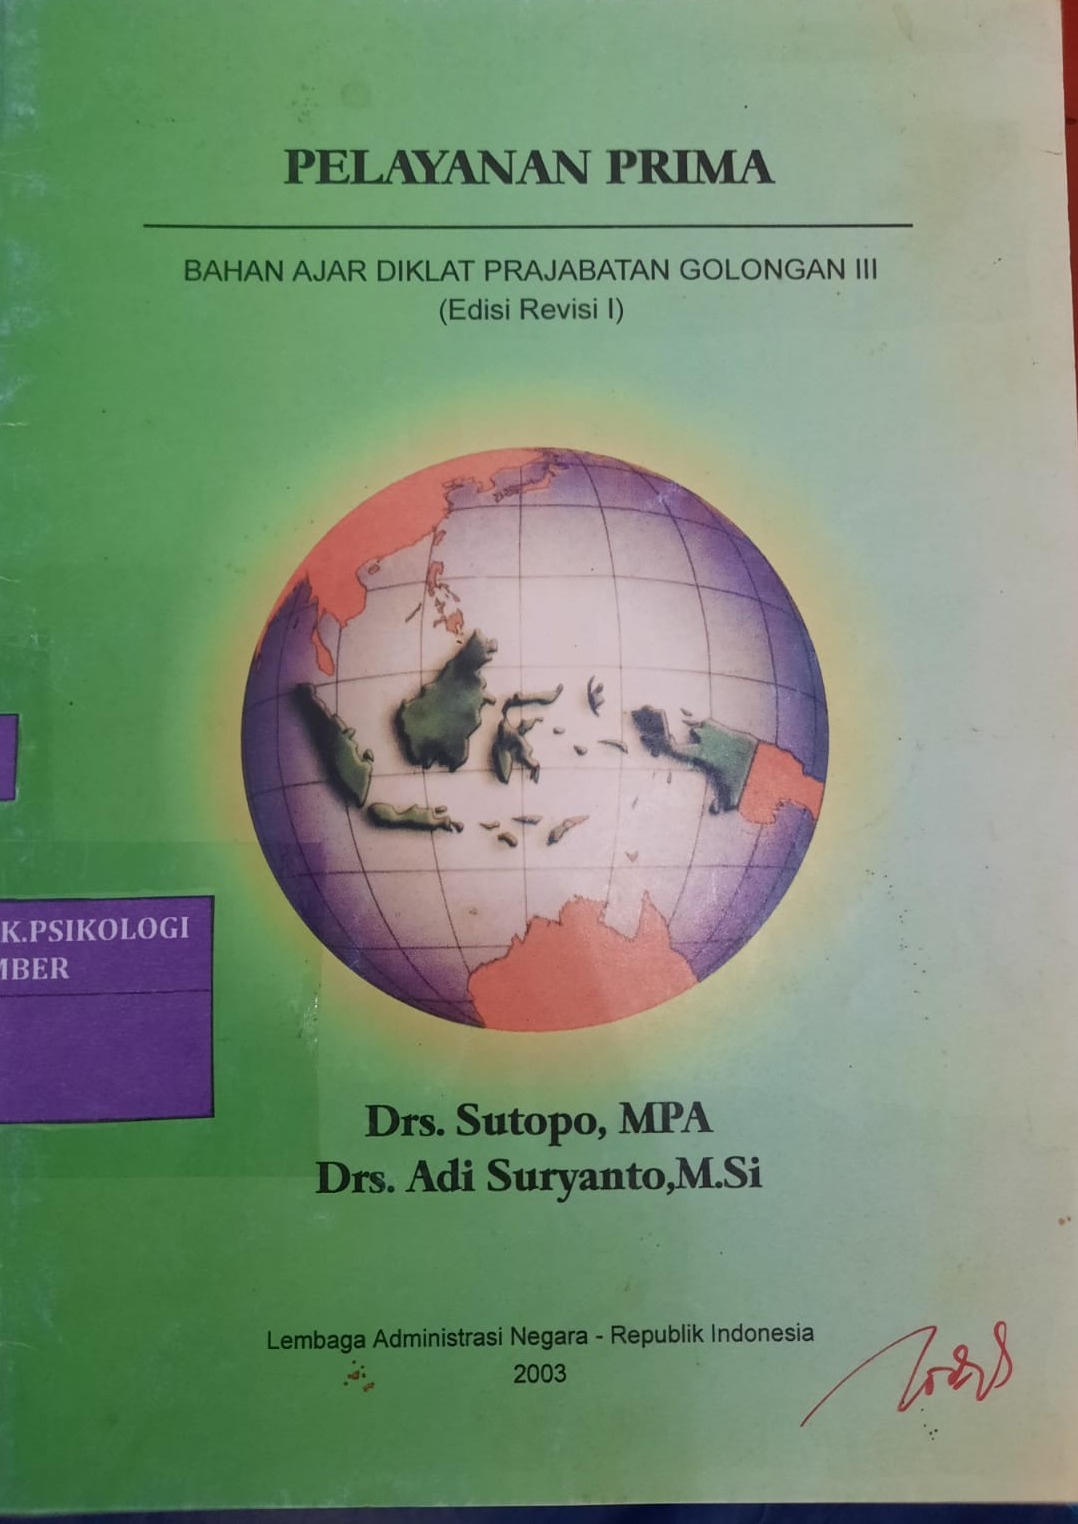 PELAYANAN PRIMA
BAHAN AJAR DIKLAT PRAJABATAN GOLONGAN III
(Edisi Revisi I)
K.PSIKOLOGI
MBER
Drs. Sutopo, MPA
Drs. Adi Suryanto,M.Si
Lembaga Administrasi Negara - Republik Indonesia
2003